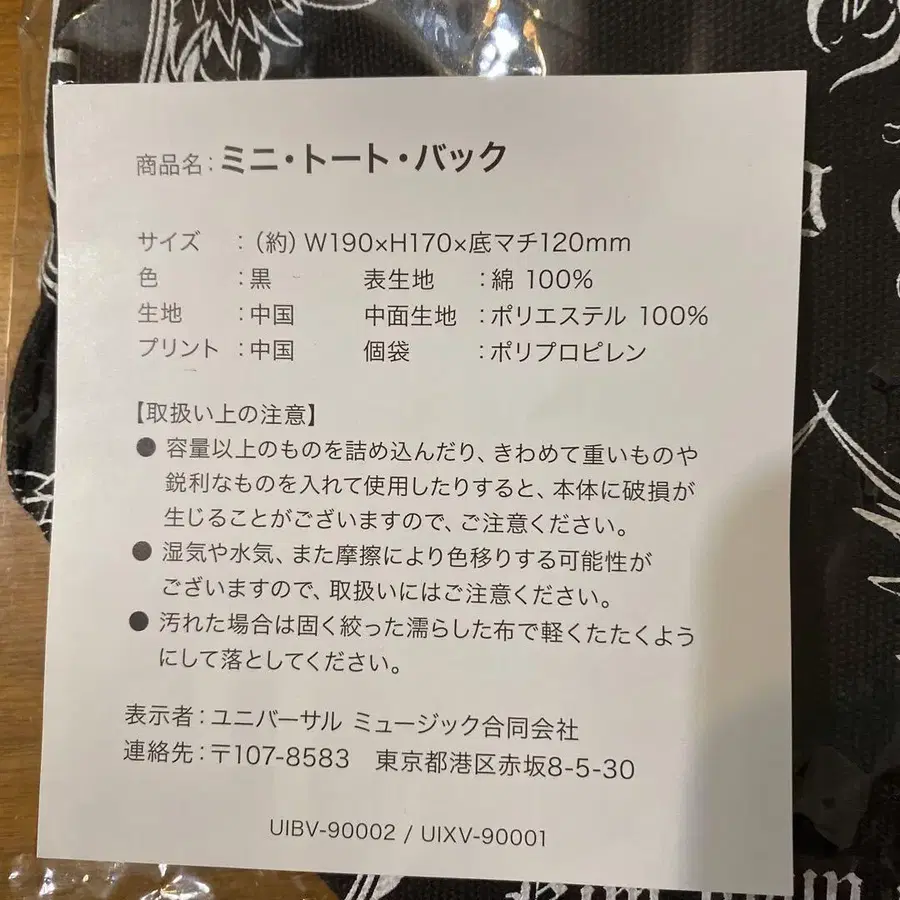 商品名：ミニ・トート・バック
サイズ ：（約）W190×H170×底マチ120mm
色 ：黒 表生地 ：綿 100%
生地 ：中国 中面生地 ：ポリエステル 100%
プリント ：中国 個袋 ：ポリプロピレン
【取扱い上の注意】
● 容量以上のものを詰め込んだり、きわめて重いものや
鋭利なものを入れて使用したりすると、本体に破損が
生じることがございますので、ご注意ください。
● 湿気や水気、また摩擦により色移りする可能性が
ございますので、取扱いにはご注意ください。
● 汚れた場合は固く絞った濡らした布で軽くたたくよう
にして落としてください。
表示者：ユニバーサル ミュージック合同会社
連絡先：〒107-8583 東京都港区赤坂8-5-30
UIBV-90002 / UIXV-90001